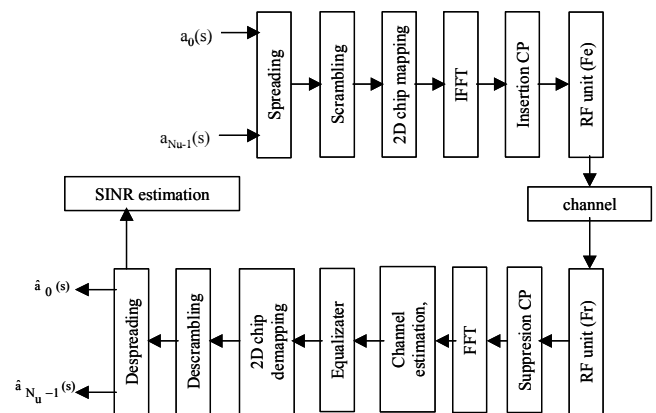 a0(s)
aNu-1(s)
Spreading
Scrambling
2D chip mapping
IFFT
Insertion CP
RF unit (Fe)
SINR estimation
channel
â 0 (s)
â Nu −1(s)
Despreading
Descrambling
2D chip
demapping
Equalizater
Channel
estimation,
FFT
Suppresion CP
RF unit (Fr)